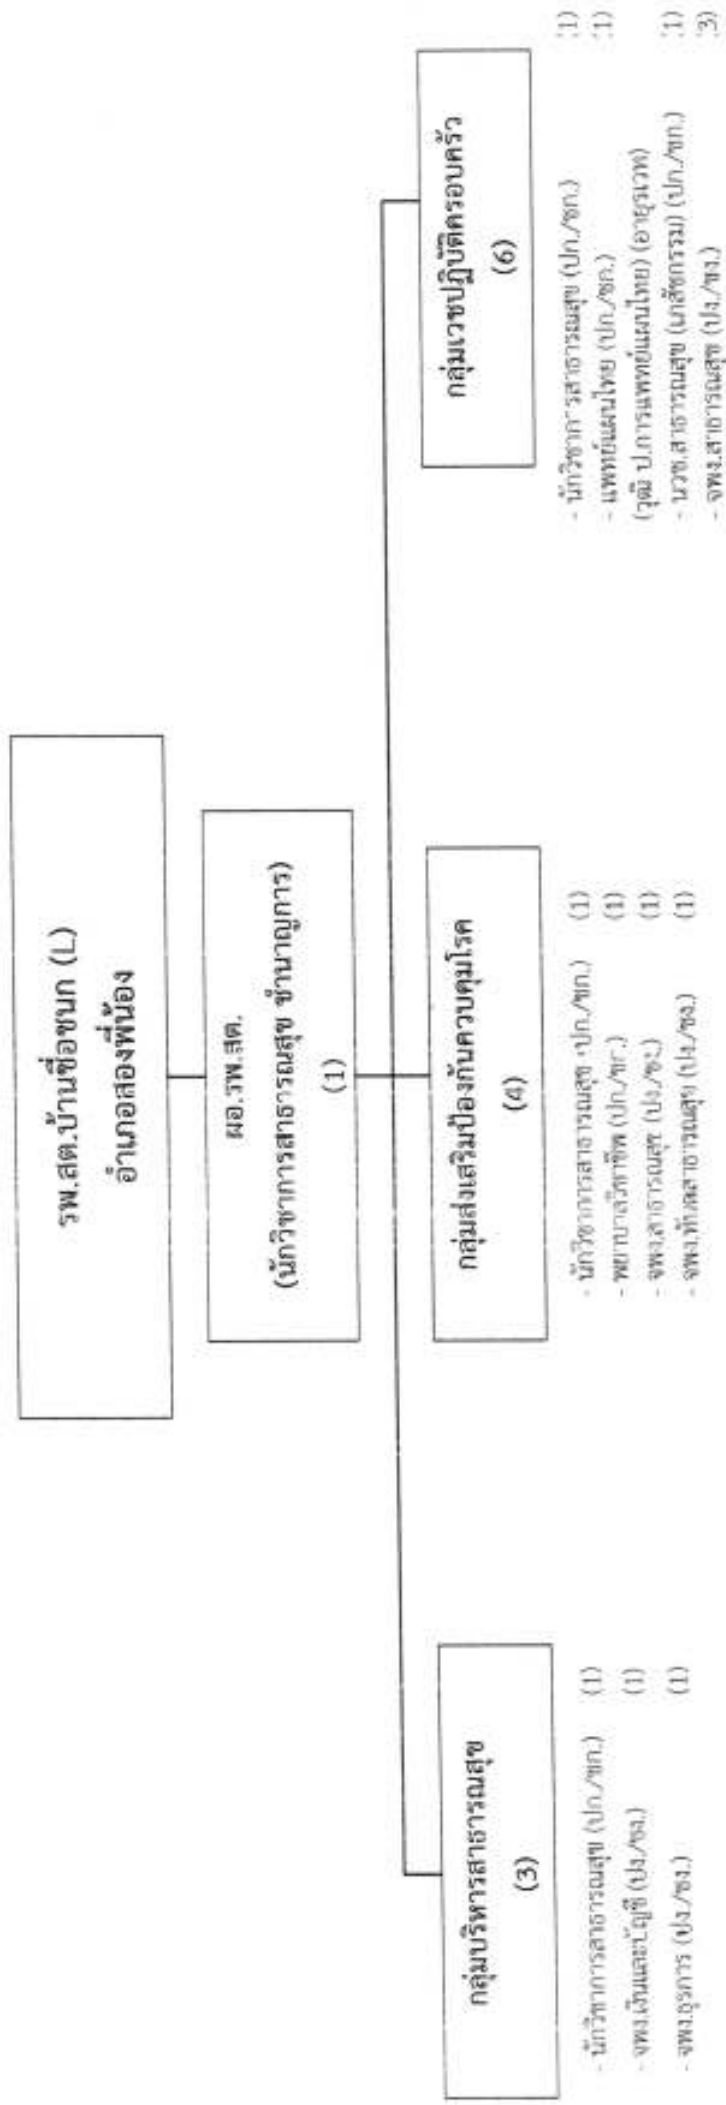 รพ.สต.บ้านชื่อชนก (L)
อำเภอสองพี่น้อง
ผอ.รพ.สต.
(นักวิชาการสาธารณสุข ชำนาญการ)
(1)
กลุ่มบริหารสาธารณสุข
(3)
- นักวิชาการสาธารณสุข (ปก./ชก.) (1)
- จพง.เงินและบัญชี (ปง./ชง.) (1)
- จพง.ธุรการ (ปง./ชง.) (1)
กลุ่มส่งเสริมป้องกันควบคุมโรค
(4)
- นักวิชาการสาธารณสุข (ปก./ชก.) (1)
- พยาบาลวิชาชีพ (ปก./ชก.) (1)
- จพง.สาธารณสุข (ปง./ชง.) (1)
- จพง.ทันตสาธารณสุข (ปง./ชง.) (1)
กลุ่มเวชปฏิบัติครอบครัว
(6)
- นักวิชาการสาธารณสุข (ปก./ชก.) (1)
- แพทย์แผนไทย (ปก./ชก.) (1)
(วุฒิ ป.การแพทย์แผนไทย) (อายุรเวท)
- นวช.สาธารณสุข (เภสัชกรรม) (ปก./ชก.) (1)
- จพง.สาธารณสุข (ปง./ชง.) (3)